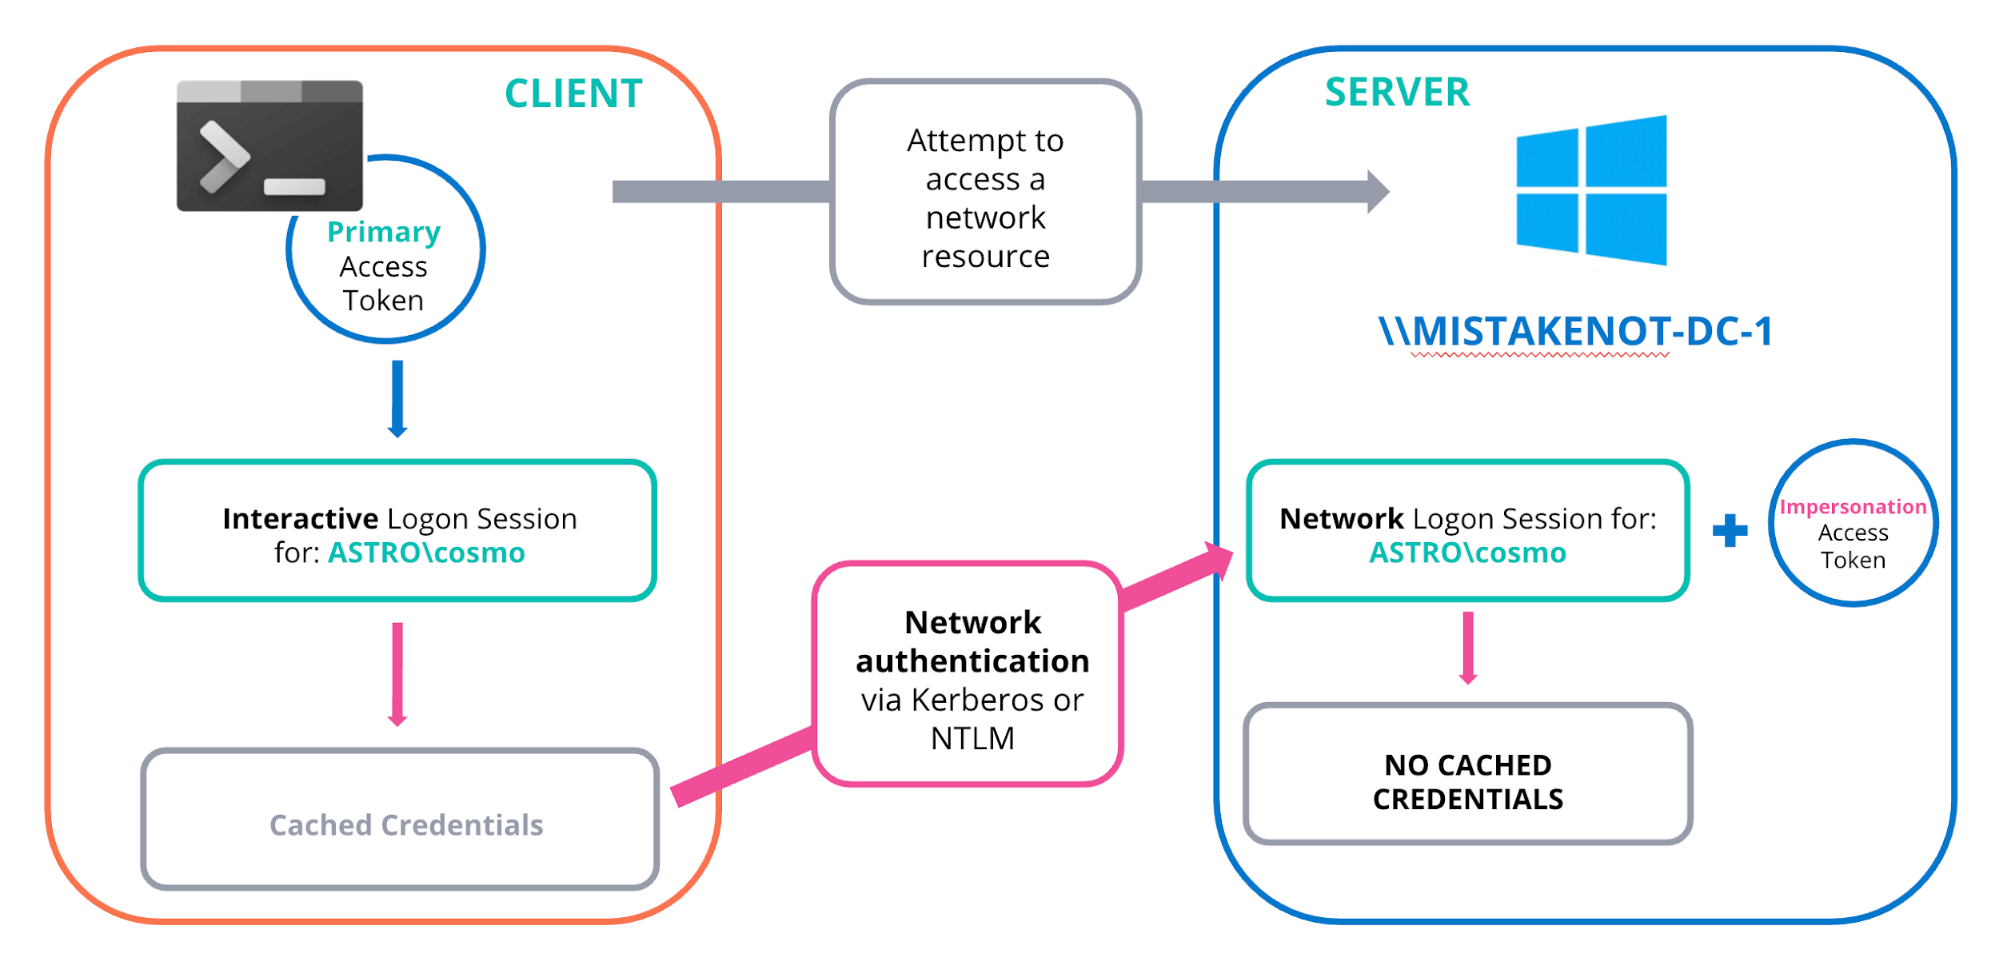 CLIENT
Primary
Access
Token
Interactive Logon Session
for: ASTRO\cosmo
Cached Credentials
Attempt to
access a
network
resource
Network
authentication
via Kerberos or
NTLM
SERVER
\\MISTAKENOT-DC-1
Network Logon Session for:
ASTRO\cosmo
Impersonation
Access
Token
NO CACHED
CREDENTIALS